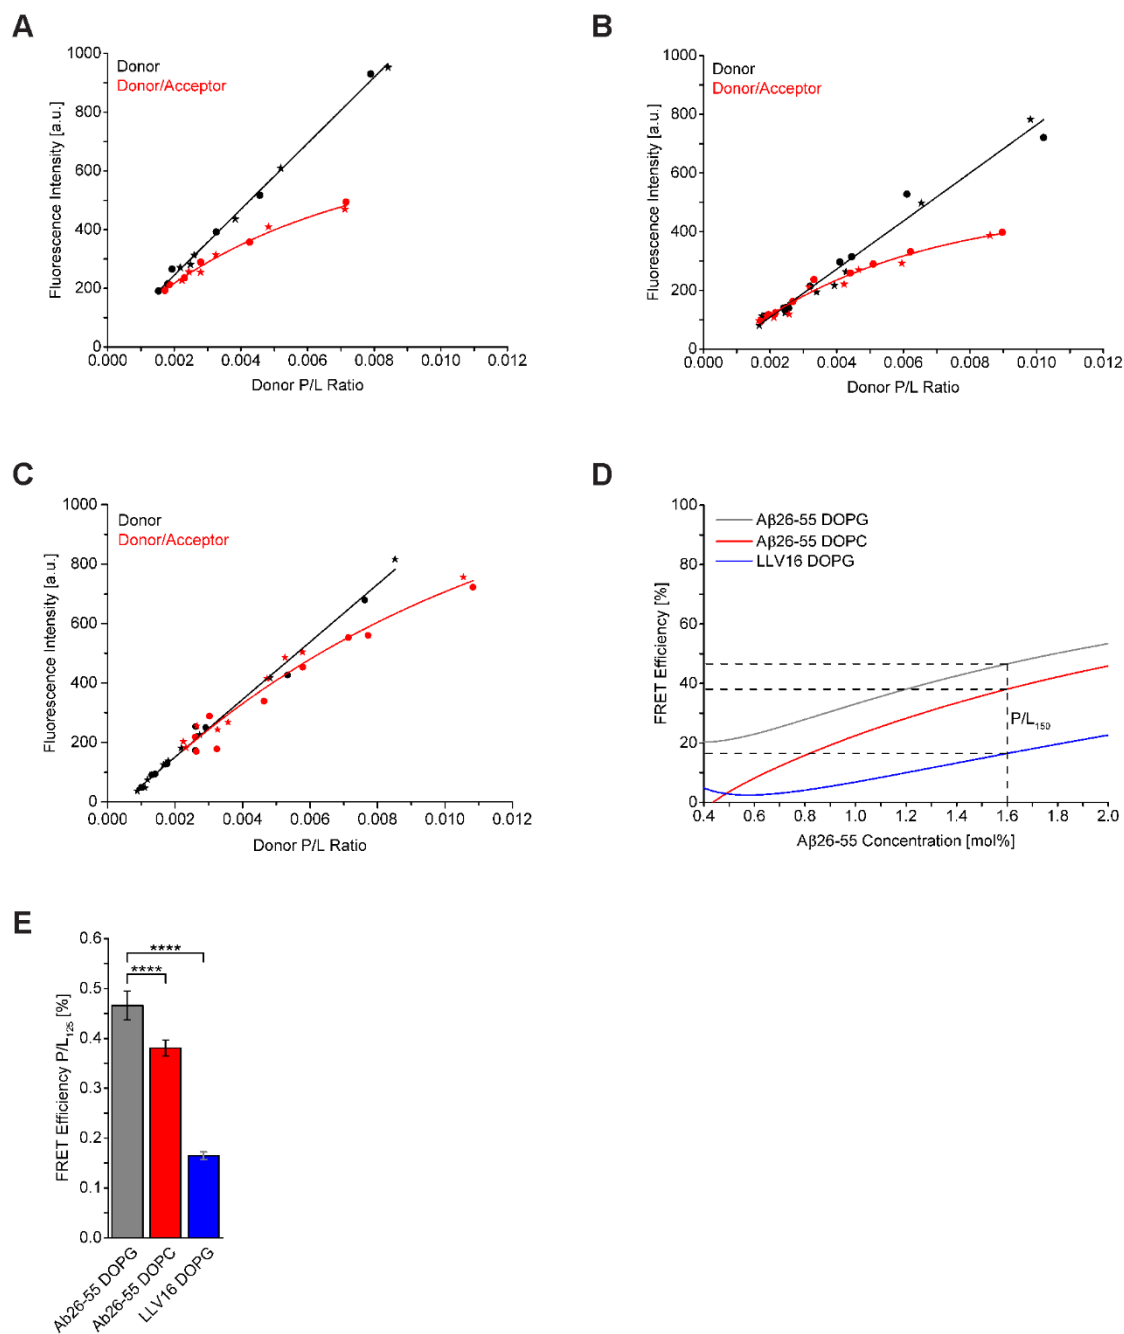 A
1000
800
600
400
200
0
Fluorescence Intensity [a.u.]
Donor
Donor/Acceptor
0.000 0.002 0.004 0.006 0.008 0.010 0.012
Donor P/L Ratio
B
1000
800
600
400
200
0
Fluorescence Intensity [a.u.]
Donor
Donor/Acceptor
0.000 0.002 0.004 0.006 0.008 0.010 0.012
Donor P/L Ratio
C
1000
800
600
400
200
0
Fluorescence Intensity [a.u.]
Donor
Donor/Acceptor
0.000 0.002 0.004 0.006 0.008 0.010 0.012
Donor P/L Ratio
D
100
80
60
40
20
0
FRET Efficiency [%]
Aβ26-55 DOPG
Aβ26-55 DOPC
LLV16 DOPG
P/L150
0.4 0.6 0.8 1.0 1.2 1.4 1.6 1.8 2.0
Aβ26-55 Concentration [mol%]
E
0.6
0.5
0.4
0.3
0.2
0.1
0.0
FRET Efficiency P/L125 [%]
****
****
Ab26-55 DOPG
Ab26-55 DOPC
LLV16 DOPG